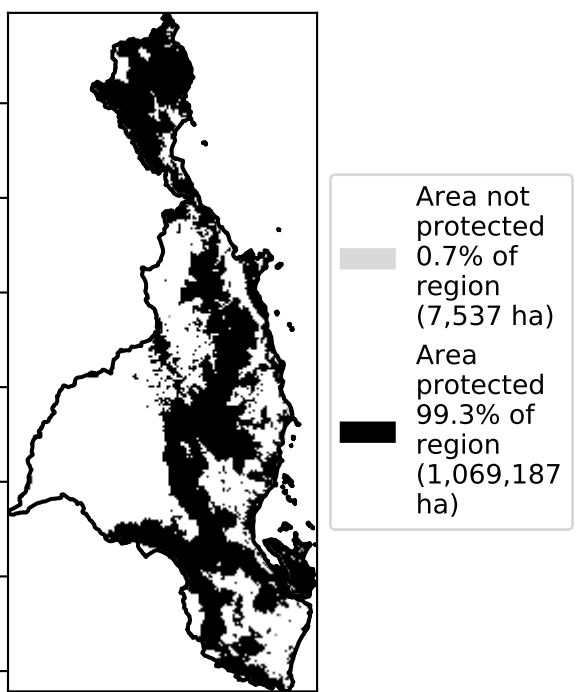 Area not
protected
0.7% of
region
(7,537 ha)
Area
protected
99.3% of
region
(1,069,187
ha)